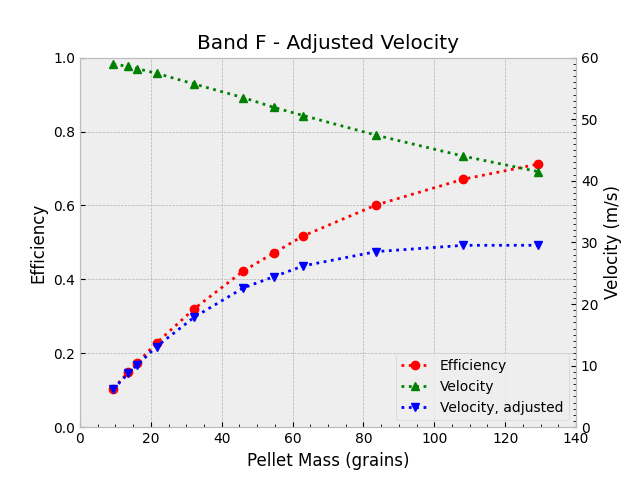 Band F - Adjusted Velocity
1.0
0.8
0.6
0.4
0.2
0.0
Efficiency
60
50
40
30
20
10
0
Velocity (m/s)
Efficiency
Velocity
Velocity, adjusted
0 20 40 60 80 100 120 140
Pellet Mass (grains)